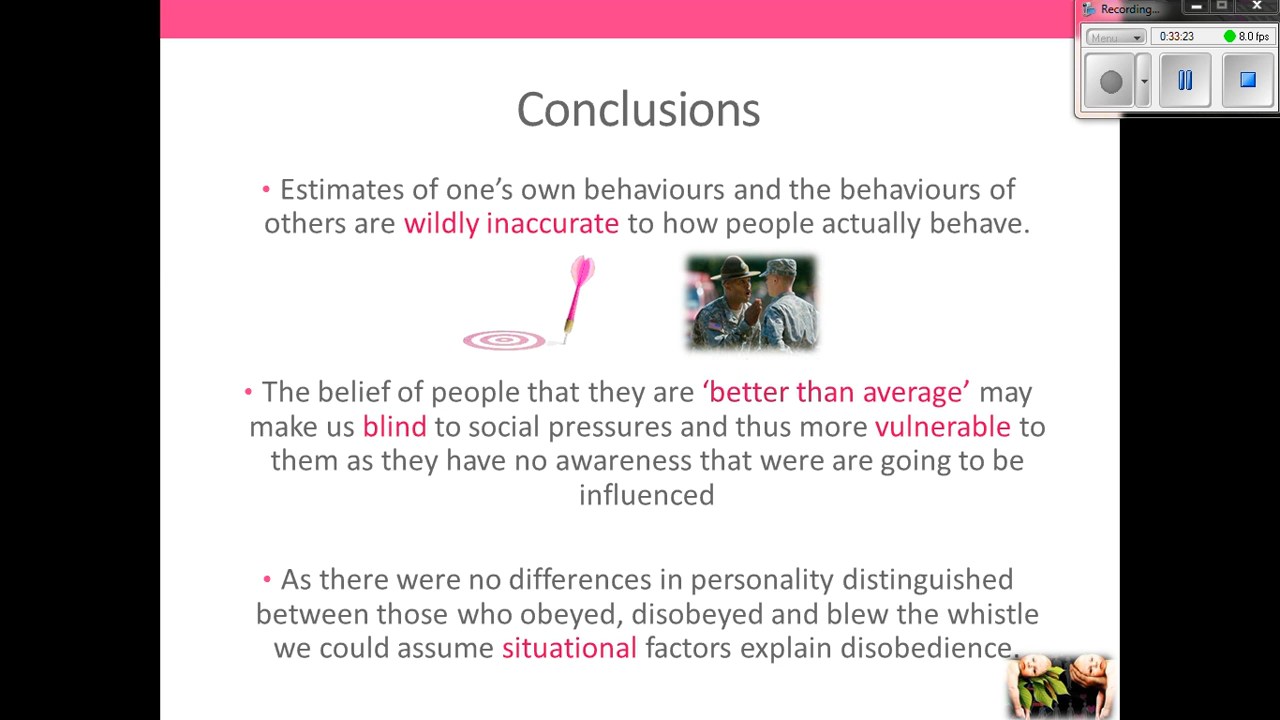 Recording...
Menu
0:33:23
8.0 fps
Conclusions
• Estimates of one’s own behaviours and the behaviours of
others are wildly inaccurate to how people actually behave.
• The belief of people that they are ‘better than average’ may
make us blind to social pressures and thus more vulnerable to
them as they have no awareness that were are going to be
influenced
• As there were no differences in personality distinguished
between those who obeyed, disobeyed and blew the whistle
we could assume situational factors explain disobedience.